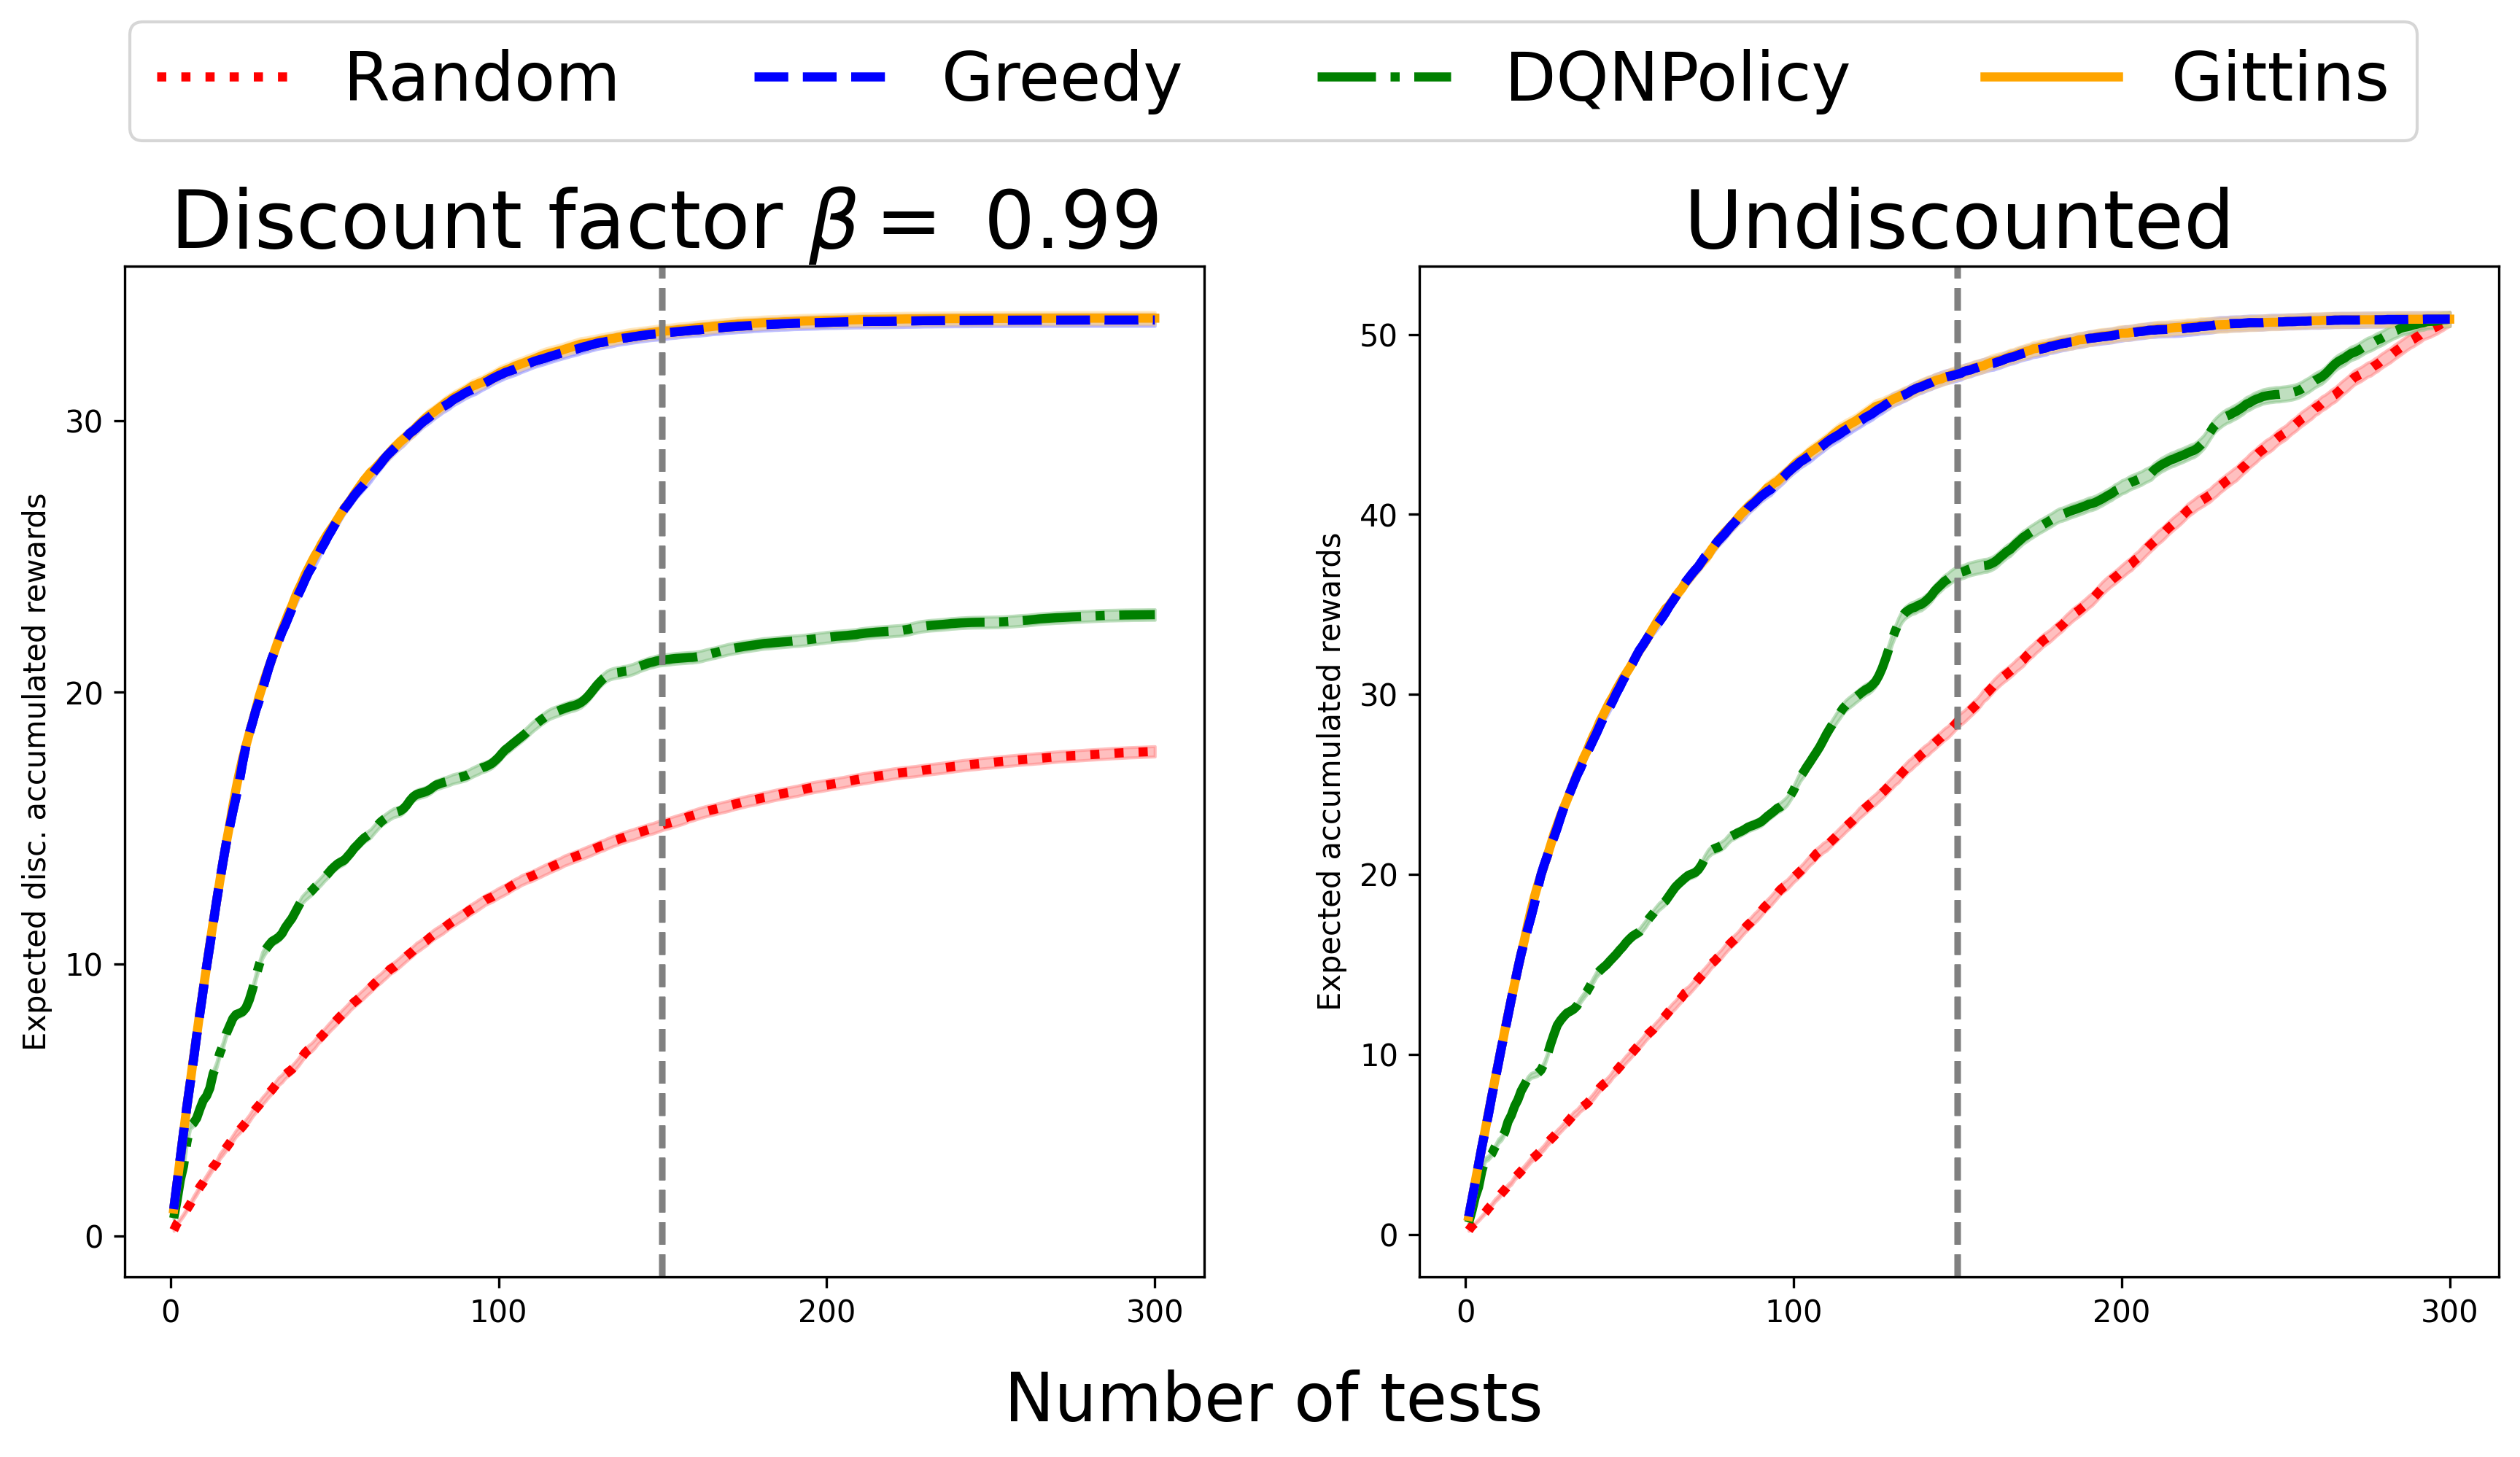 Random Greedy DQNPolicy Gittins
Discount factor β = 0.99
Undiscounted
Expected disc. accumulated rewards
30
20
10
0
0 100 200 300
Expected accumulated rewards
50
40
30
20
10
0
0 100 200 300
Number of tests